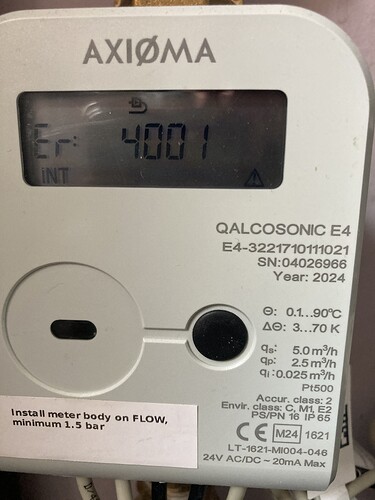 AXIØMA
Er: 4001
INT
QALCOSONIC E4
E4-3221710111021
SN:04026966
Year: 2024
Θ: 0.1...90°C
ΔΘ: 3...70 K
qs: 5.0 m³/h
qp: 2.5 m³/h
qi: 0.025 m³/h
Pt500
Accur. class: 2
Envir. class: C, M1, E2
PS/PN 16 IP 65
CE M24 1621
LT-1621-MI004-046
24V AC/DC ~ 20mA Max
Install meter body on FLOW,
minimum 1.5 bar